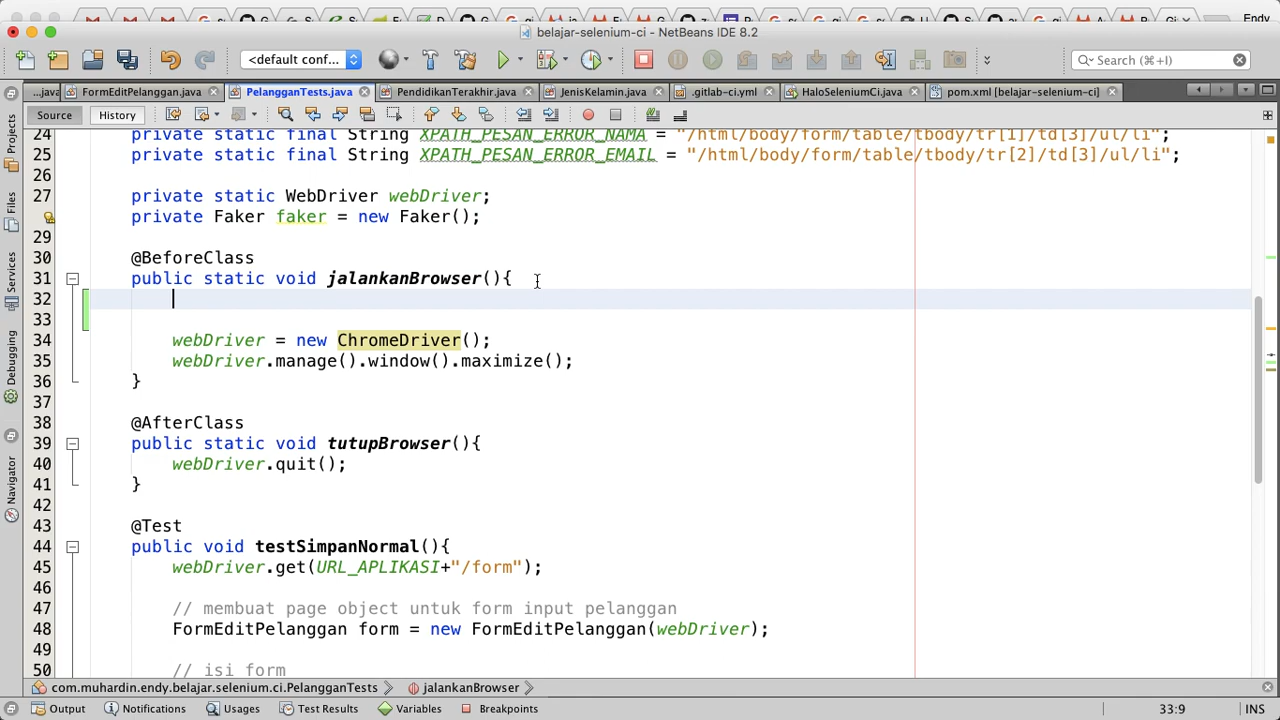 belajar-selenium-ci - NetBeans IDE 8.2
<default conf...
Search (⌘+I)
...java
FormEditPelanggan.java
PelangganTests.java
PendidikanTerakhir.java
JenisKelamin.java
.gitlab-ci.yml
HaloSeleniumCi.java
pom.xml [belajar-selenium-ci]
Source
History
Projects
Files
Services
Debugging
Navigator
24 private static final String XPATH_PESAN_ERROR_NAMA = "/html/body/form/table/tbody/tr[1]/td[3]/ul/li";
25 private static final String XPATH_PESAN_ERROR_EMAIL = "/html/body/form/table/tbody/tr[2]/td[3]/ul/li";
26
27 private static WebDriver webDriver;
private Faker faker = new Faker();
29
30 @BeforeClass
31 public static void jalankanBrowser(){
32
33
34 webDriver = new ChromeDriver();
35 webDriver.manage().window().maximize();
36 }
37
38 @AfterClass
39 public static void tutupBrowser(){
40 webDriver.quit();
41 }
42
43 @Test
44 public void testSimpanNormal(){
45 webDriver.get(URL_APLIKASI+"/form");
46
47 // membuat page object untuk form input pelanggan
48 FormEditPelanggan form = new FormEditPelanggan(webDriver);
49
50 // isi form
com.muhardin.endy.belajar.selenium.ci.PelangganTests
jalankanBrowser
Output
Notifications
Usages
Test Results
Variables
Breakpoints
33:9
INS